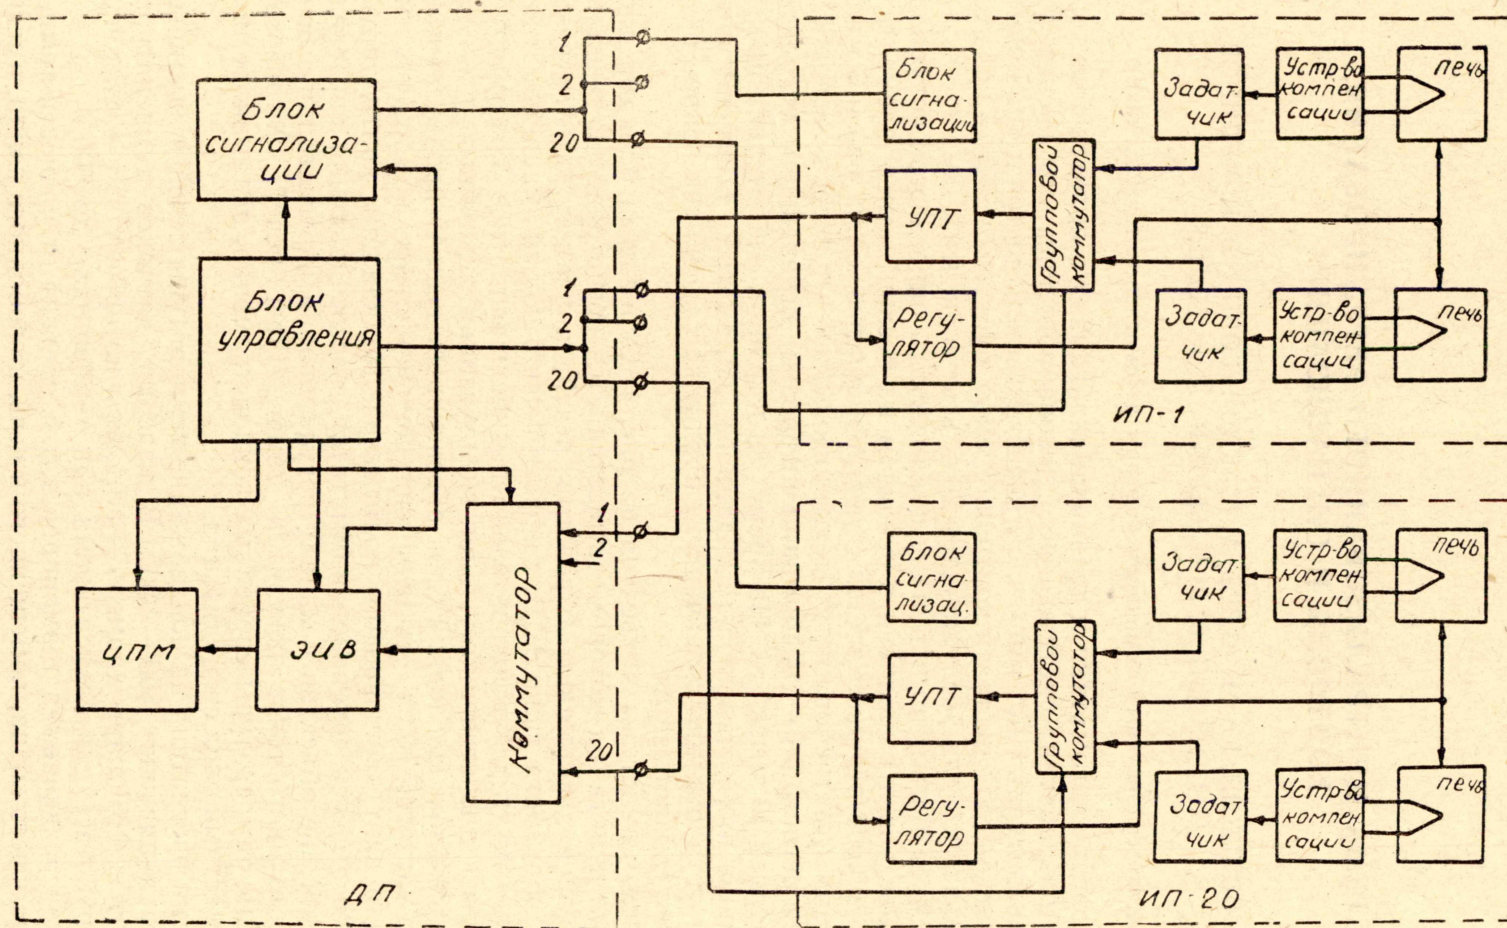 Блок
сигнализа-
ции
Блок
управления
ЦПМ
ЭИВ
Коммутатор
ДП
1
2
20
1
2
20
1
2
20
Блок
сигна-
лизации
УПТ
Регу-
лятор
Групповой
коммутатор
Задат-
чик
Устр-во
компен
сации
печь
Задат-
чик
Устр-во
компен-
сации
печь
ИП-1
Блок
сигна-
лизац.
УПТ
Регу-
лятор
Групповой
коммутатор
Задат-
чик
Устр-во
компен-
сации
печь
Задат
чик
Устр-во
компен-
сации
печь
ИП-20